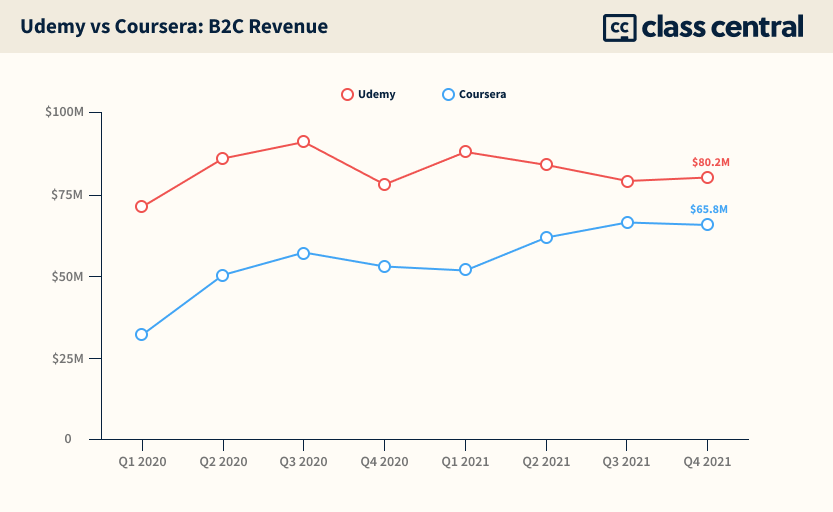 Udemy vs Coursera: B2C Revenue
cc class central
Udemy Coursera
$100M
$75M
$50M
$25M
0
$80.2M
$65.8M
Q1 2020 Q2 2020 Q3 2020 Q4 2020 Q1 2021 Q2 2021 Q3 2021 Q4 2021